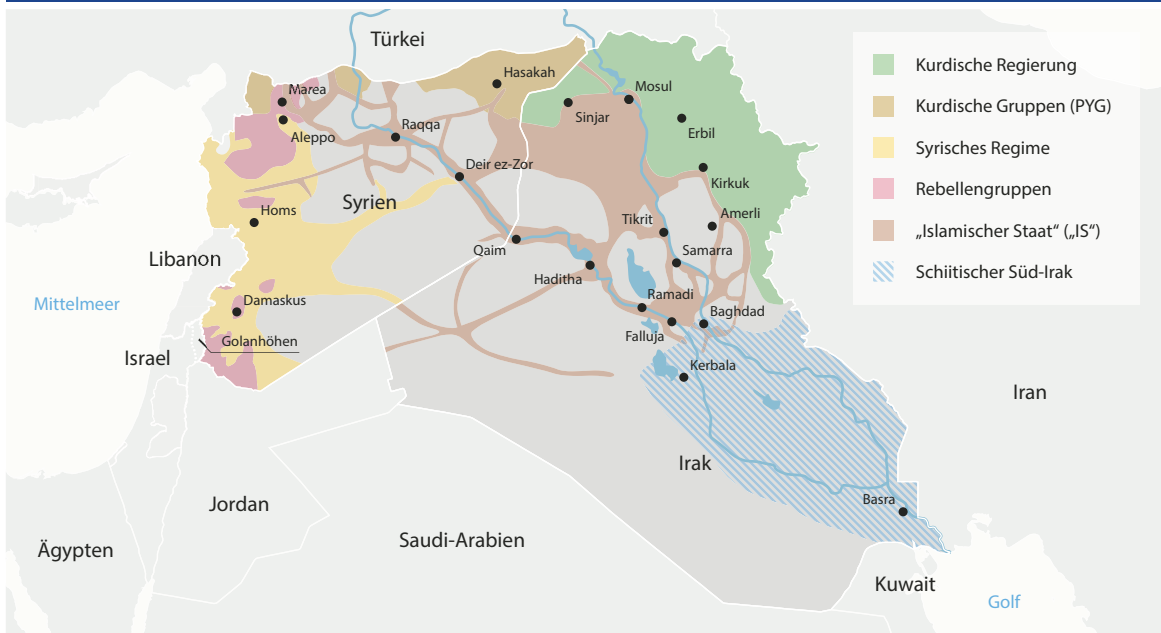 Türkei
Hasakah
Marea
Mosul
Sinjar
Aleppo
Raqqa
Erbil
Deir ez-Zor
Kirkuk
Syrien
Homs
Tikrit
Amerli
Qaim
Samarra
Libanon
Haditha
Mittelmeer
Damaskus
Ramadi
Baghdad
Golanhöhen
Falluja
Israel
Kerbala
Iran
Irak
Jordan
Basra
Saudi-Arabien
Ägypten
Kuwait
Golf
Kurdische Regierung
Kurdische Gruppen (PYG)
Syrisches Regime
Rebellengruppen
„Islamischer Staat“ („IS“)
Schiitischer Süd-Irak